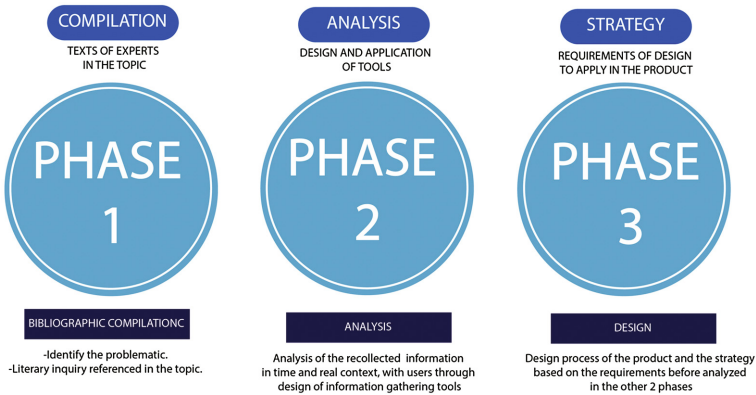 COMPILATION
TEXTS OF EXPERTS
IN THE TOPIC
PHASE
1
BIBLIOGRAPHIC COMPILATIONC
-Identify the problematic.
-Literary inquiry referenced in the topic.
ANALYSIS
DESIGN AND APPLICATION
OF TOOLS
PHASE
2
ANALYSIS
Analysis of the recollected information
in time and real context, with users through
design of information gathering tools
STRATEGY
REQUIREMENTS OF DESIGN
TO APPLY IN THE PRODUCT
PHASE
3
DESIGN
Design process of the product and the strategy
based on the requirements before analyzed
in the other 2 phases